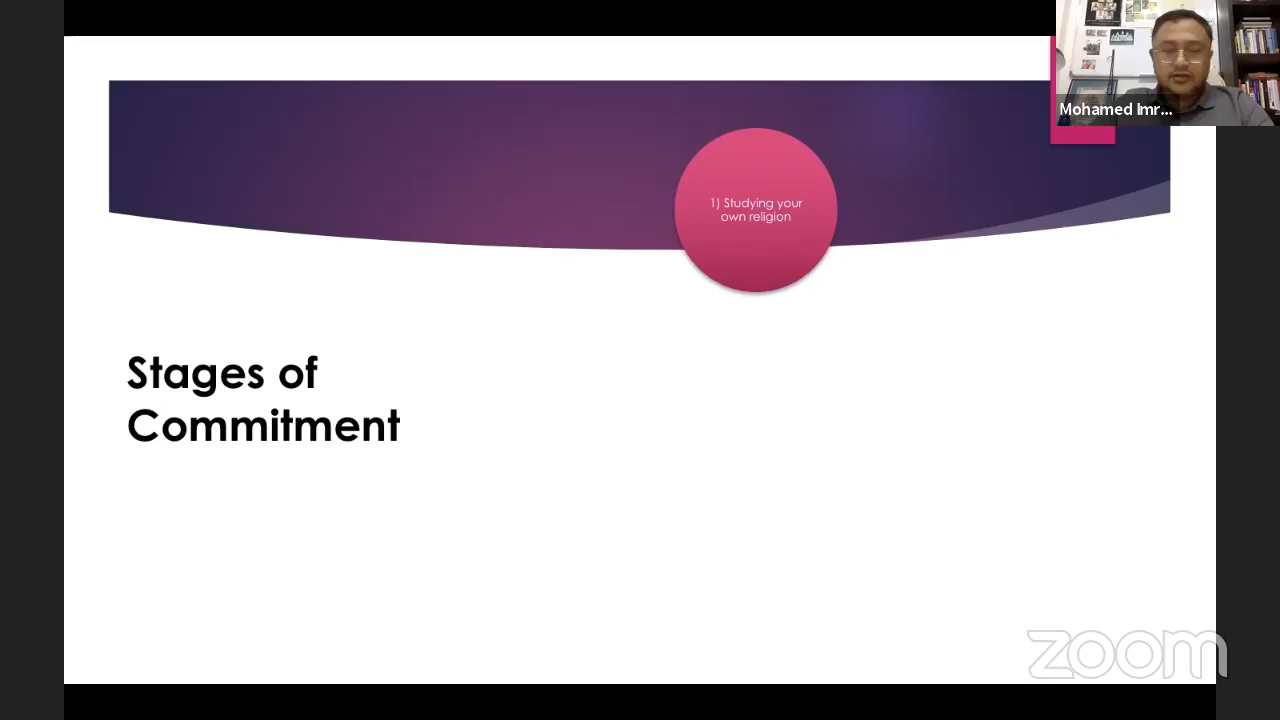 Mohamed Imr...
1) Studying your
own religion
Stages of
Commitment
zoom